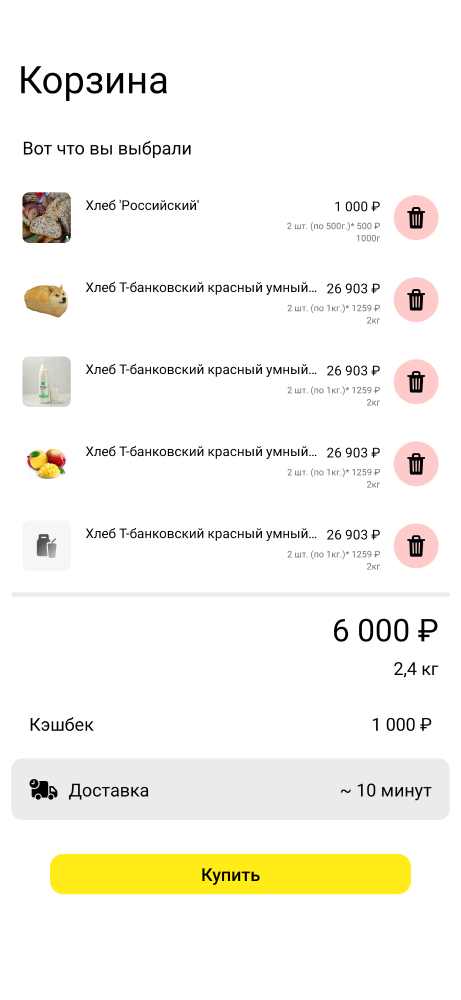 Корзина
Вот что вы выбрали
Хлеб 'Российский'
1 000 ₽
2 шт. (по 500г.)* 500 ₽
1000г
Хлеб Т-банковский красный умный...
26 903 ₽
2 шт. (по 1кг.)* 1259 ₽
2кг
Хлеб Т-банковский красный умный...
26 903 ₽
2 шт. (по 1кг.)* 1259 ₽
2кг
Хлеб Т-банковский красный умный...
26 903 ₽
2 шт. (по 1кг.)* 1259 ₽
2кг
Хлеб Т-банковский красный умный...
26 903 ₽
2 шт. (по 1кг.)* 1259 ₽
2кг
6 000 ₽
2,4 кг
Кэшбек
1 000 ₽
Доставка
~ 10 минут
Купить